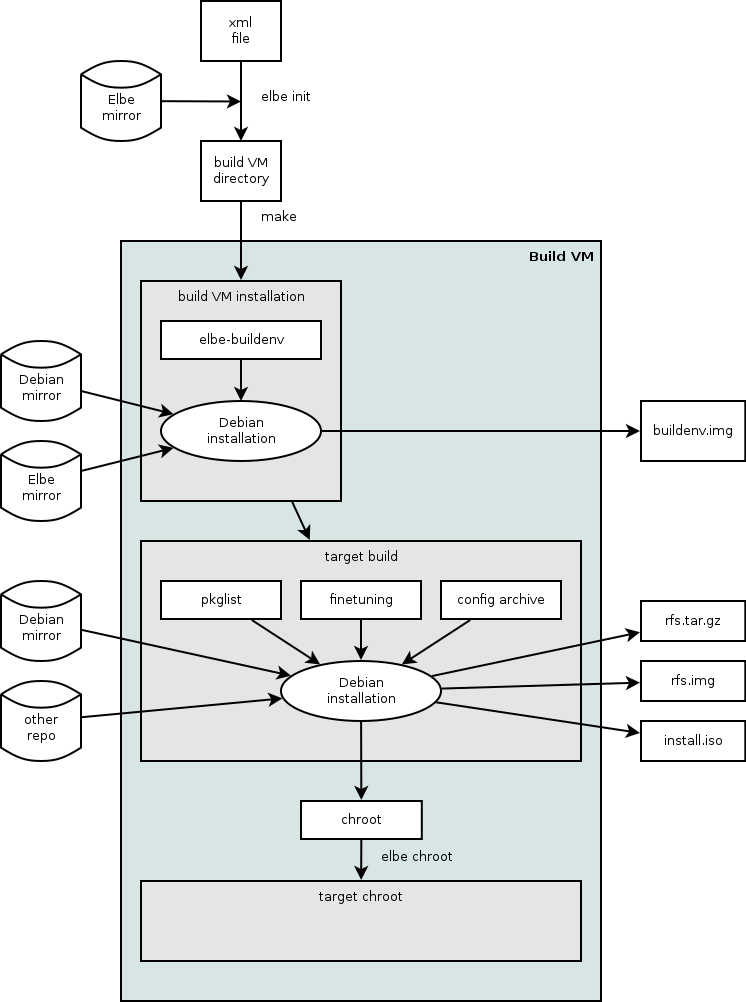 xml
file
Elbe
mirror
elbe init
build VM
directory
make
Build VM
build VM installation
elbe-buildenv
Debian
mirror
Debian
installation
buildenv.img
Elbe
mirror
target build
pkglist
finetuning
config archive
Debian
mirror
rfs.tar.gz
Debian
installation
rfs.img
other
repo
install.iso
chroot
elbe chroot
target chroot